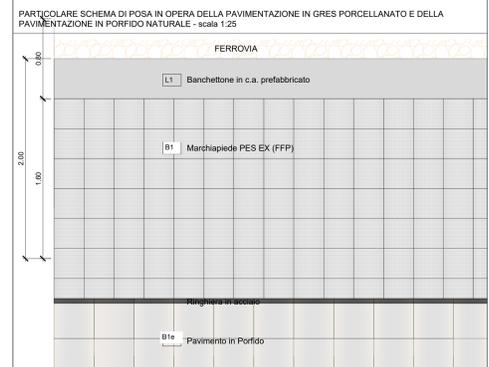 PARTICOLARE SCHEMA DI POSA IN OPERA DELLA PAVIMENTAZIONE IN GRES PORCELLANATO E DELLA
PAVIMENTAZIONE IN PORFIDO NATURALE - scala 1:25
FERROVIA
0.80
L1 Banchettone in c.a. prefabbricato
B1 Marchiapiede PES EX (FFP)
2.00
1.60
Ringhiera in acciaio
B1e Pavimento in Porfido